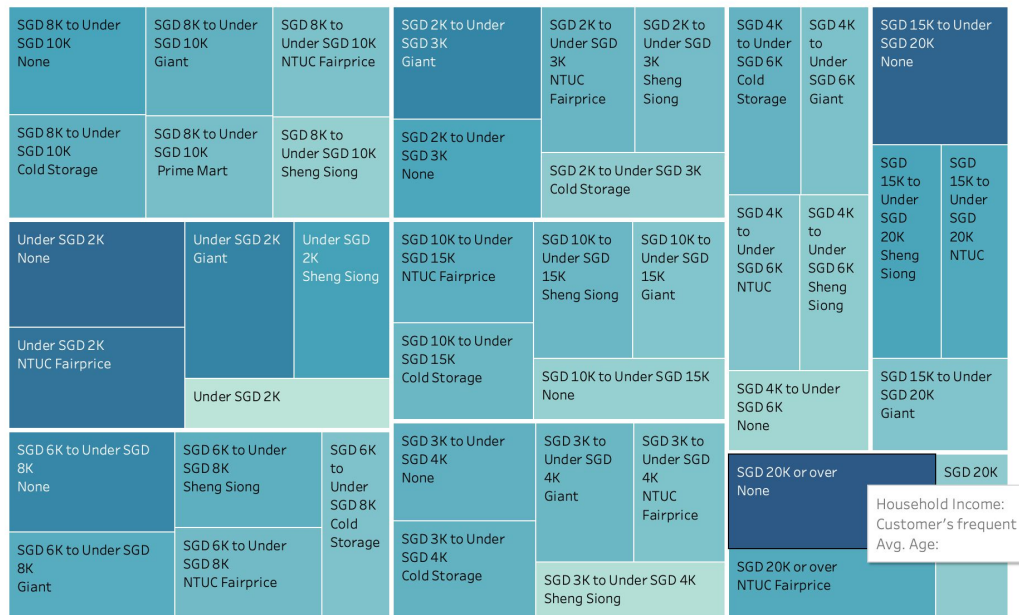 SGD 8K to Under
SGD 10K
None
SGD 8K to Under
SGD 10K
Giant
SGD 8K to
Under SGD 10K
NTUC Fairprice
SGD 8K to Under
SGD 10K
Cold Storage
SGD 8K to Under
SGD 10K
Prime Mart
SGD 8K to
Under SGD 10K
Sheng Siong
SGD 2K to Under
SGD 3K
Giant
SGD 2K to Under
SGD 3K
None
SGD 2K to
Under SGD
3K
NTUC
Fairprice
SGD 2K to
Under SGD
3K
Sheng
Siong
SGD 2K to Under SGD 3K
Cold Storage
SGD 4K
to Under
SGD 6K
Cold
Storage
SGD 4K
to
Under
SGD 6K
Giant
SGD 4K
to
Under
SGD 6K
NTUC
SGD 4K
to
Under
SGD 6K
Sheng
Siong
SGD 4K to Under
SGD 6K
None
SGD 15K to Under
SGD 20K
None
SGD
15K to
Under
SGD
20K
Sheng
Siong
SGD
15K to
Under
SGD
20K
NTUC
SGD 15K to Under
SGD 20K
Giant
Under SGD 2K
None
Under SGD 2K
NTUC Fairprice
Under SGD 2K
Giant
Under SGD
2K
Sheng Siong
Under SGD 2K
SGD 10K to Under
SGD 15K
NTUC Fairprice
SGD 10K to Under
SGD 15K
Cold Storage
SGD 10K to
Under SGD
15K
Sheng Siong
SGD 10K to
Under SGD
15K
Giant
SGD 10K to Under SGD 15K
None
SGD 6K to Under SGD
8K
None
SGD 6K to Under SGD
8K
Giant
SGD 6K to Under
SGD 8K
Sheng Siong
SGD 6K to Under
SGD 8K
NTUC Fairprice
SGD 6K
to
Under
SGD 8K
Cold
Storage
SGD 3K to Under
SGD 4K
None
SGD 3K to Under
SGD 4K
Cold Storage
SGD 3K to
Under SGD
4K
Giant
SGD 3K to
Under SGD
4K
NTUC
Fairprice
SGD 3K to Under SGD 4K
Sheng Siong
SGD 20K or over
None
SGD 20K
SGD 20K or over
NTUC Fairprice
Household Income:
Customer's frequent
Avg. Age: